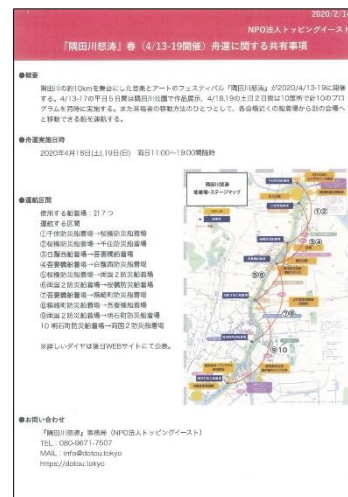 2020/2/14
NPO法人トッピングイースト
『隅田川怒涛』春（4/13-19開催）舟運に関する共有事項
●概要
隅田川の約10kmを舞台にした音楽とアートのフェスティバル『隅田川怒涛』が2020/4/13-19に開催
する。4/13-17の平日5日間は隅田川公園で作品展示、4/18,19の土日2日間は10箇所で計10のプロ
グラムを同時に実施する。また来場者の移動方法のひとつとして、各会場近くの船着場から別の会場へ
と移動できる船を運航する。
●舟運実施日時
2020年4月18日(土),19日(日) 両日11:00〜19:00開随時
●運航区間
使用する船着場：計7つ
運航する区間
①千住防災船着場→桜橋防災船着場
②桜橋防災船着場→千住防災船着場
③白鬚西船着場→吾妻橋船着場
④吾妻橋船着場→白鬚西防災船着場
⑤桜橋防災船着場→両国2防災船着場
⑥両国2防災船着場→桜橋防災船着場
⑦吾妻橋船着場→箱崎町防災船着場
⑧箱崎町防災船着場→吾妻橋船着場
⑨両国2防災船着場→明石町防災船着場
10 明石町防災船着場→両国2防災船着場
※詳しいダイヤは後日WEBサイトにて公表。
隅田川怒涛
船着場・ステージマップ
①②
③④
⑤⑥
⑦⑧
⑨⑩
●お問い合わせ
『隅田川怒涛』事務局（NPO法人トッピングイースト）
TEL：080-9671-7507
MAIL：info@dotou.tokyo
https://dotou.tokyo